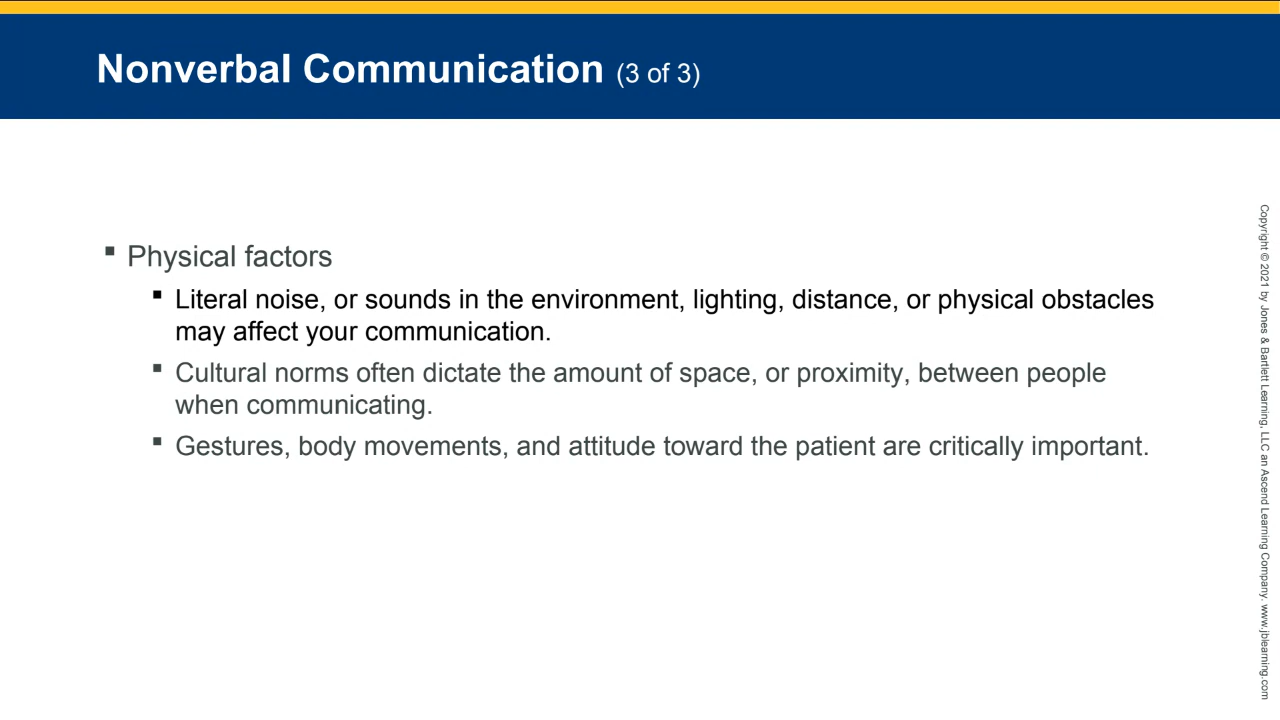 Nonverbal Communication (3 of 3)
Physical factors
Literal noise, or sounds in the environment, lighting, distance, or physical obstacles
may affect your communication.
Cultural norms often dictate the amount of space, or proximity, between people
when communicating.
Gestures, body movements, and attitude toward the patient are critically important.
Copyright © 2021 by Jones & Bartlett Learning, LLC an Ascend Learning Company. www.jblearning.com